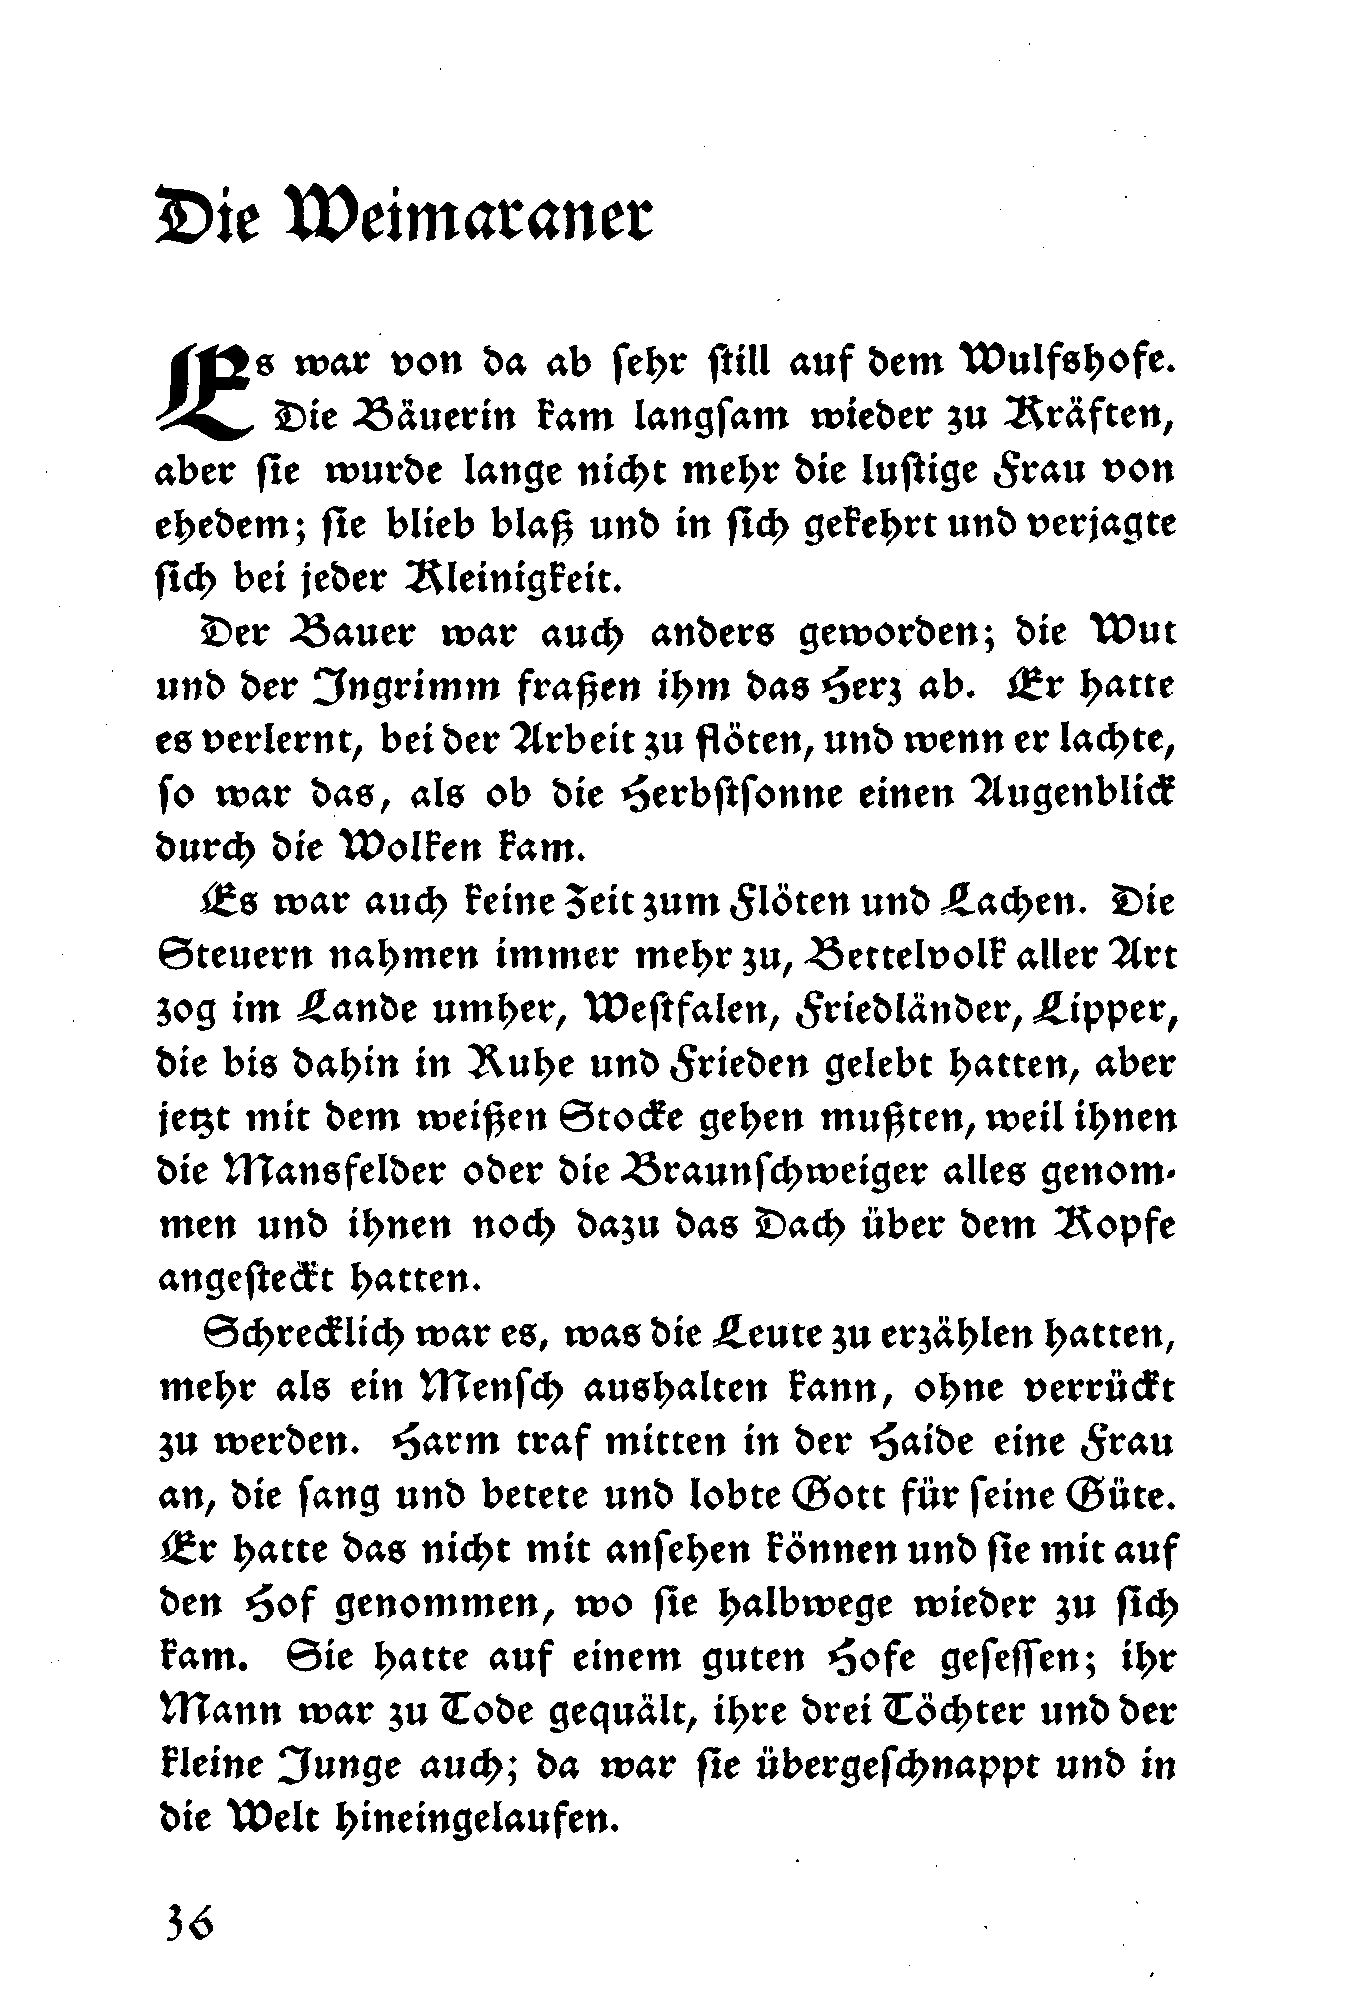 Die Weimaraner
Es war von da ab sehr still auf dem Wulfshofe.
Die Bäuerin kam langsam wieder zu Kräften,
aber sie wurde lange nicht mehr die lustige Frau von
ehedem; sie blieb blaß und in sich gekehrt und verjagte
sich bei jeder Kleinigkeit.
Der Bauer war auch anders geworden; die Wut
und der Ingrimm fraßen ihm das Herz ab. Er hatte
es verlernt, bei der Arbeit zu flöten, und wenn er lachte,
so war das, als ob die Herbstsonne einen Augenblick
durch die Wolken kam.
Es war auch keine Zeit zum Flöten und Lachen. Die
Steuern nahmen immer mehr zu, Bettelvolk aller Art
zog im Lande umher, Westfalen, Friedländer, Lipper,
die bis dahin in Ruhe und Frieden gelebt hatten, aber
jetzt mit dem weißen Stocke gehen mußten, weil ihnen
die Mansfelder oder die Braunschweiger alles genom-
men und ihnen noch dazu das Dach über dem Kopfe
angesteckt hatten.
Schrecklich war es, was die Leute zu erzählen hatten,
mehr als ein Mensch aushalten kann, ohne verrückt
zu werden. Harm traf mitten in der Haide eine Frau
an, die sang und betete und lobte Gott für seine Güte.
Er hatte das nicht mit ansehen können und sie mit auf
den Hof genommen, wo sie halbwege wieder zu sich
kam. Sie hatte auf einem guten Hofe gesessen; ihr
Mann war zu Tode gequält, ihre drei Töchter und der
kleine Junge auch; da war sie übergeschnappt und in
die Welt hineingelaufen.
36